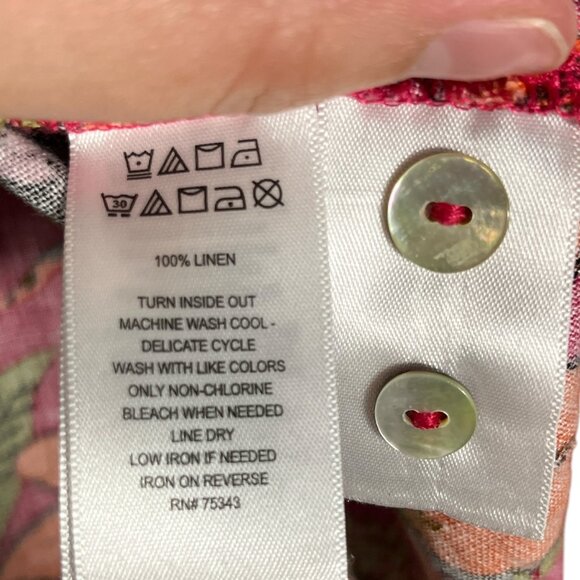 30
100% LINEN
TURN INSIDE OUT
MACHINE WASH COOL -
DELICATE CYCLE
WASH WITH LIKE COLORS
ONLY NON-CHLORINE
BLEACH WHEN NEEDED
LINE DRY
LOW IRON IF NEEDED
IRON ON REVERSE
RN# 75343